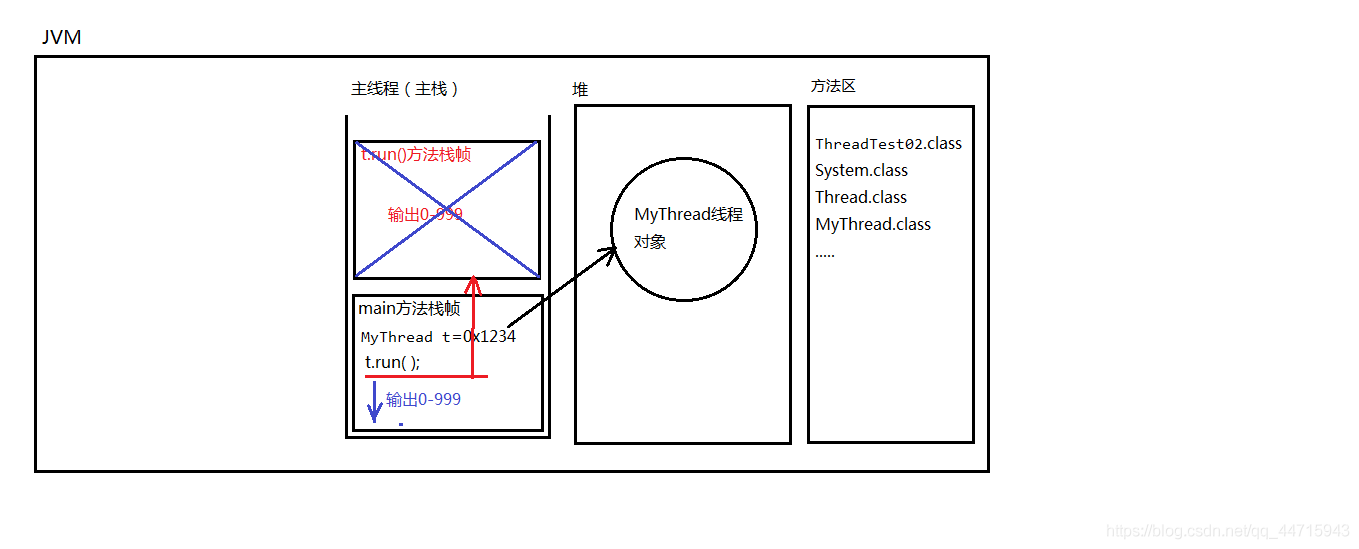 JVM
主线程（主栈）
t.run()方法栈帧
输出0-999
main方法栈帧
MyThread t=0x1234
t.run( );
输出0-999
堆
MyThread线程
对象
方法区
ThreadTest02.class
System.class
Thread.class
MyThread.class
.....
https://blog.csdn.net/qq_44715943